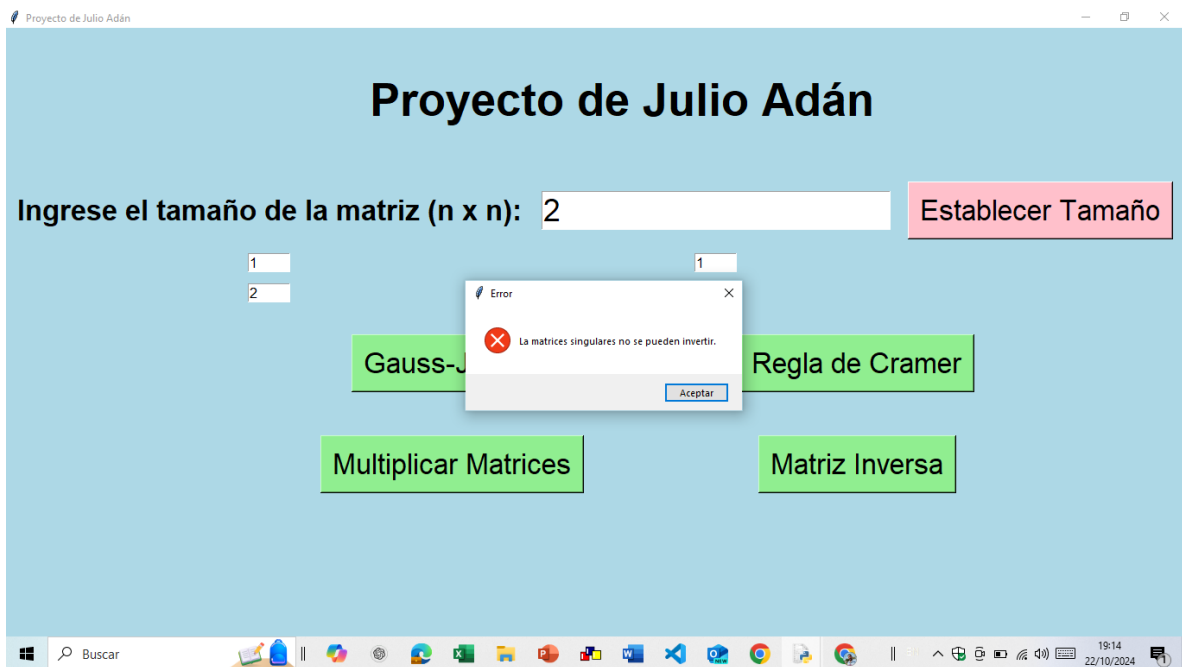 Proyecto de Julio Adán
Proyecto de Julio Adán
Ingrese el tamaño de la matriz (n x n):
2
Establecer Tamaño
1
1
2
Error
La matrices singulares no se pueden invertir.
Aceptar
Gauss-J
Regla de Cramer
Multiplicar Matrices
Matriz Inversa
Buscar
19:14
22/10/2024